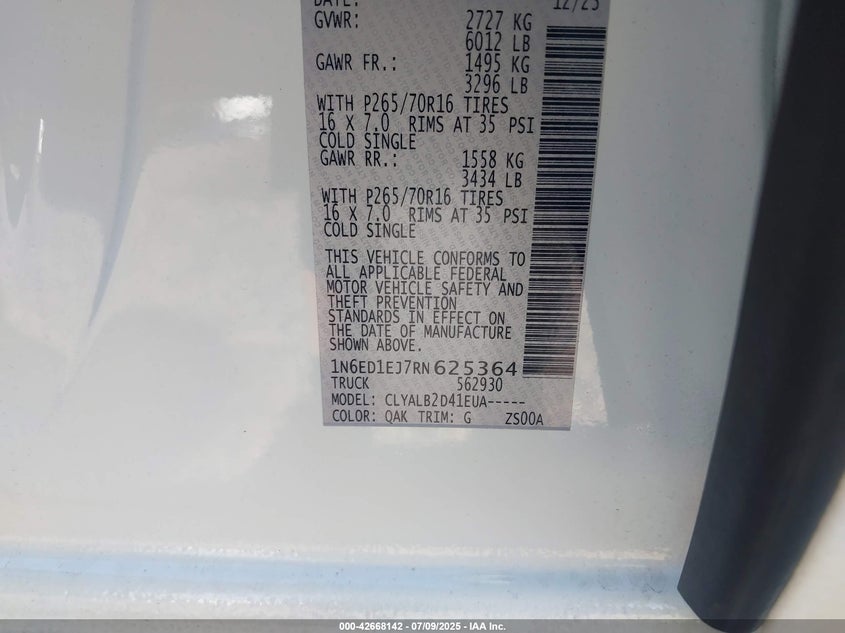 DATE: 12/23
GVWR: 2727 KG
6012 LB
GAWR FR.: 1495 KG
3296 LB
WITH P265/70R16 TIRES
16 X 7.0 RIMS AT 35 PSI
COLD SINGLE
GAWR RR.: 1558 KG
3434 LB
WITH P265/70R16 TIRES
16 X 7.0 RIMS AT 35 PSI
COLD SINGLE
THIS VEHICLE CONFORMS TO
ALL APPLICABLE FEDERAL
MOTOR VEHICLE SAFETY AND
THEFT PREVENTION
STANDARDS IN EFFECT ON
THE DATE OF MANUFACTURE
SHOWN ABOVE.
1N6ED1EJ7RN625364
TRUCK 562930
MODEL: CLYALB2D41EUA-----
COLOR: QAK TRIM: G ZS00A
000-42668142 - 07/09/2025 - IAA Inc.